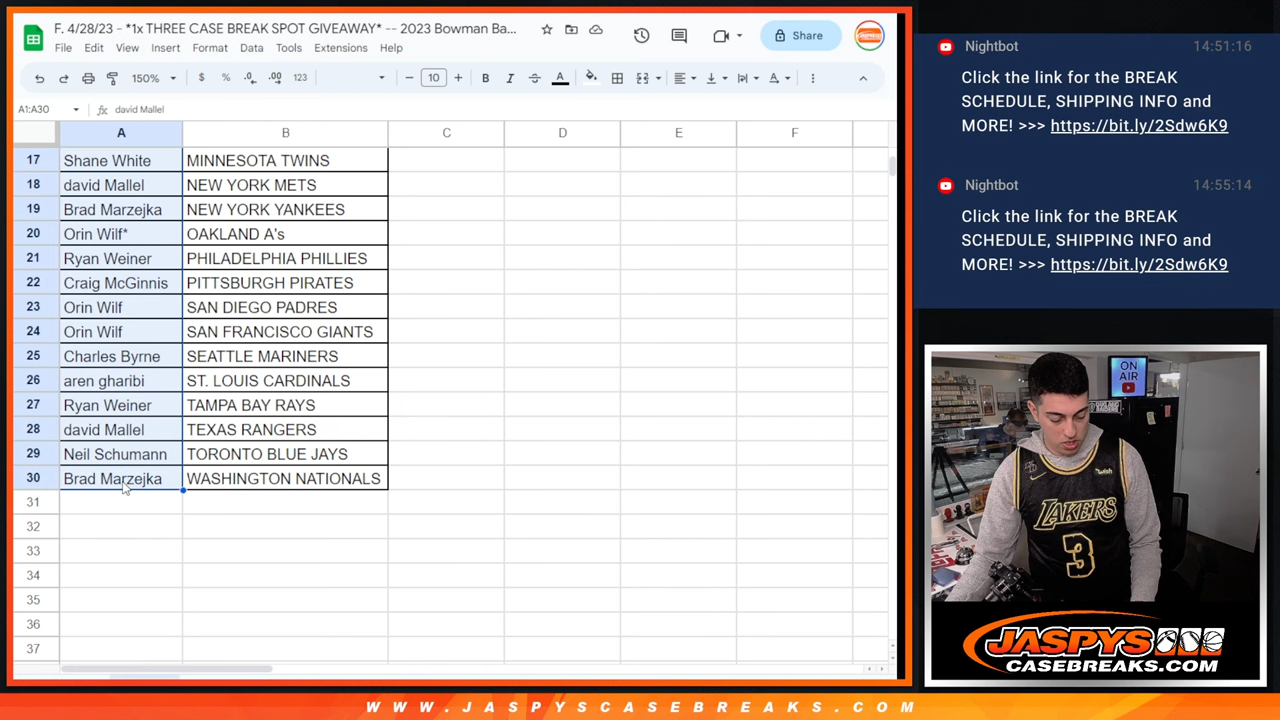 F. 4/28/23 - *1x THREE CASE BREAK SPOT GIVEAWAY* -- 2023 Bowman Ba...
Share
File Edit View Insert Format Data Tools Extensions Help
150% $ % .0 .00 123 10 B I A
A1:A30 fx david Mallel
A B C D E F
17 Shane White MINNESOTA TWINS
18 david Mallel NEW YORK METS
19 Brad Marzejka NEW YORK YANKEES
20 Orin Wilf* OAKLAND A's
21 Ryan Weiner PHILADELPHIA PHILLIES
22 Craig McGinnis PITTSBURGH PIRATES
23 Orin Wilf SAN DIEGO PADRES
24 Orin Wilf SAN FRANCISCO GIANTS
25 Charles Byrne SEATTLE MARINERS
26 aren gharibi ST. LOUIS CARDINALS
27 Ryan Weiner TAMPA BAY RAYS
28 david Mallel TEXAS RANGERS
29 Neil Schumann TORONTO BLUE JAYS
30 Brad Marzejka WASHINGTON NATIONALS
31
32
33
34
35
36
37
Nightbot 14:51:16
Click the link for the BREAK
SCHEDULE, SHIPPING INFO and
MORE! >>> https://bit.ly/2Sdw6K9
Nightbot 14:55:14
Click the link for the BREAK
SCHEDULE, SHIPPING INFO and
MORE! >>> https://bit.ly/2Sdw6K9
ON
AIR
wish
LAKERS
3
JASPYS
CASEBREAKS.COM
WWW.JASPYSCASEBREAKS.COM